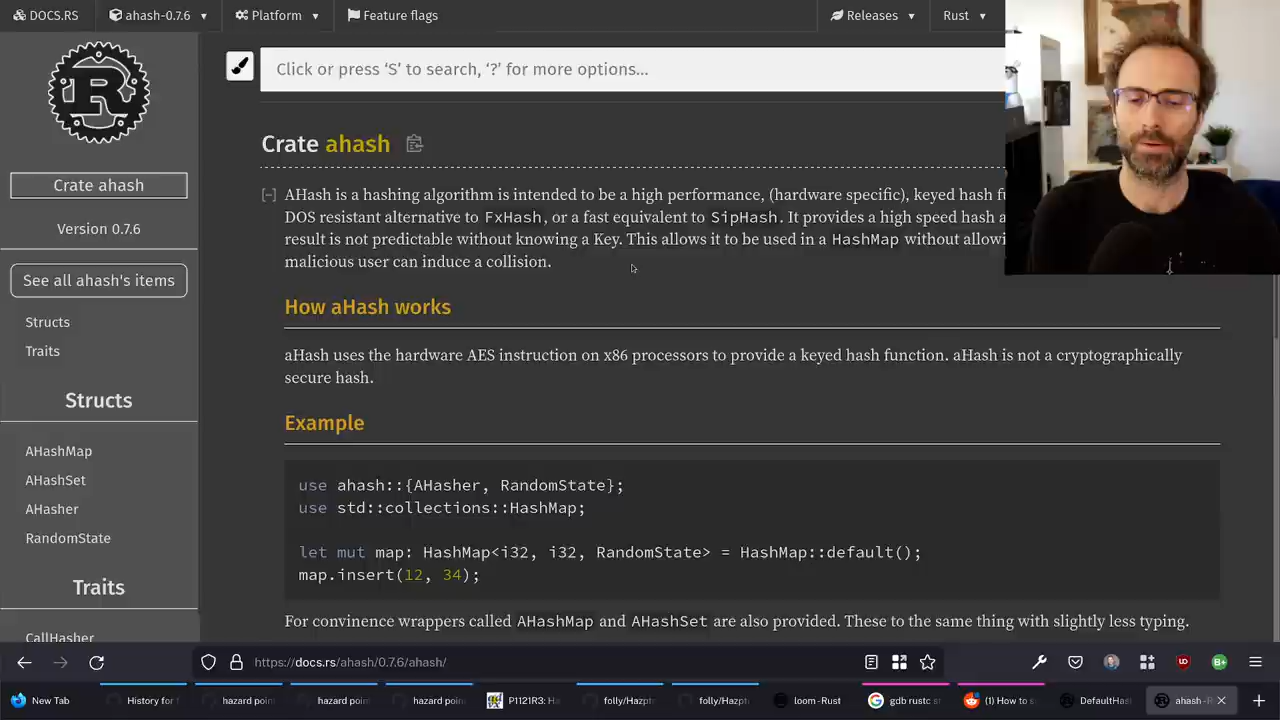 DOCS.RS
ahash-0.7.6
Platform
Feature flags
Releases
Rust
Click or press ‘S’ to search, ‘?’ for more options…
Crate ahash
Version 0.7.6
See all ahash's items
Structs
Traits
Structs
AHashMap
AHashSet
AHasher
RandomState
Traits
CallHasher
Crate ahash
[-]
AHash is a hashing algorithm is intended to be a high performance, (hardware specific), keyed hash
DOS resistant alternative to FxHash, or a fast equivalent to SipHash. It provides a high speed hash
result is not predictable without knowing a Key. This allows it to be used in a HashMap without
malicious user can induce a collision.
How aHash works
aHash uses the hardware AES instruction on x86 processors to provide a keyed hash function. aHash is not a cryptographically
secure hash.
Example
use ahash::{AHasher, RandomState};
use std::collections::HashMap;
let mut map: HashMap<i32, i32, RandomState> = HashMap::default();
map.insert(12, 34);
For convinence wrappers called AHashMap and AHashSet are also provided. These to the same thing with slightly less typing.
https://docs.rs/ahash/0.7.6/ahash/
New Tab
History for
hazard poin
hazard point
hazard poin
P1121R3: Ha
folly/Hazpt
folly/Hazpt
loom - Rust
gdb rustc s
(1) How to s
DefaultHas
ahash - R